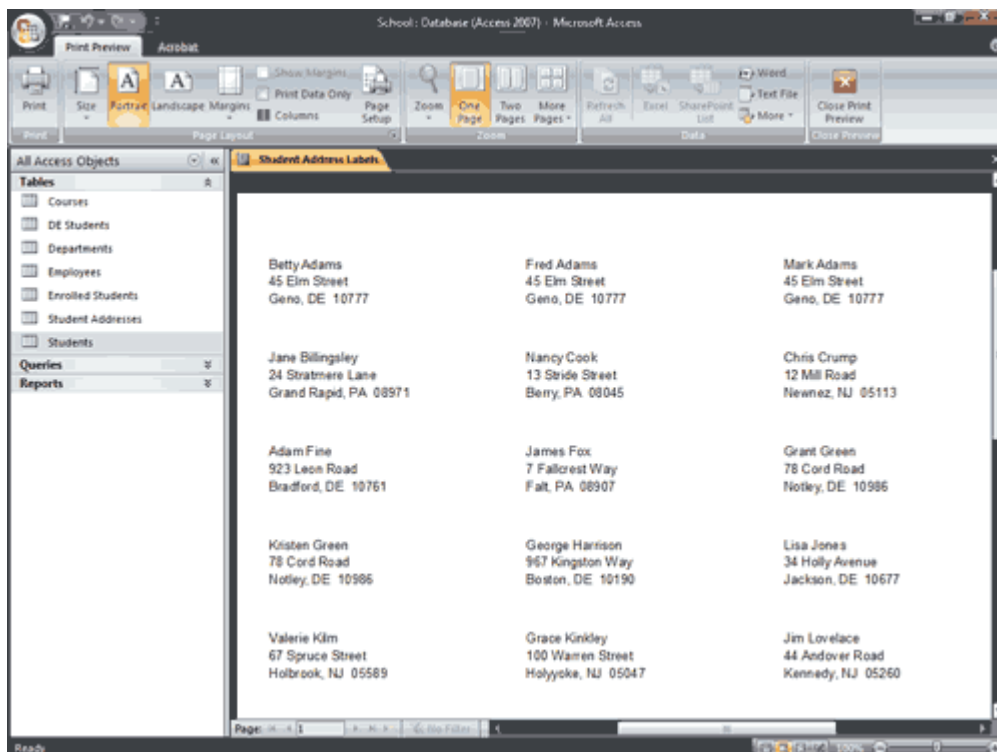 School : Database (Access 2007) - Microsoft Access
Print Preview Acrobat
Print Size Portrait Landscape Margins Show Margins Print Data Only Columns Page Setup Zoom One Page Two Pages More Pages Refresh All Excel SharePoint List Word Text File More Close Print Preview
Print Page Layout Zoom Data Close Preview
All Access Objects
Student Address Labels
Tables
Courses
DE Students
Departments
Employees
Enrolled Students
Student Addresses
Students
Queries
Reports
Betty Adams
45 Elm Street
Geno, DE 10777
Fred Adams
45 Elm Street
Geno, DE 10777
Mark Adams
45 Elm Street
Geno, DE 10777
Jane Billingsley
24 Stratmere Lane
Grand Rapid, PA 08971
Nancy Cook
13 Stride Street
Berry, PA 08045
Chris Crump
12 Mill Road
Newnez, NJ 05113
Adam Fine
923 Leon Road
Bradford, DE 10761
James Fox
7 Fallcrest Way
Falt, PA 08907
Grant Green
78 Cord Road
Notley, DE 10986
Kristen Green
78 Cord Road
Notley, DE 10986
George Harrison
967 Kingston Way
Boston, DE 10190
Lisa Jones
34 Holly Avenue
Jackson, DE 10677
Valerie Kilm
67 Spruce Street
Holbrook, NJ 05589
Grace Kinkley
100 Warren Street
Holyyoke, NJ 05047
Jim Lovelace
44 Andover Road
Kennedy, NJ 05260
Page: 1 No Filter
Ready 100%